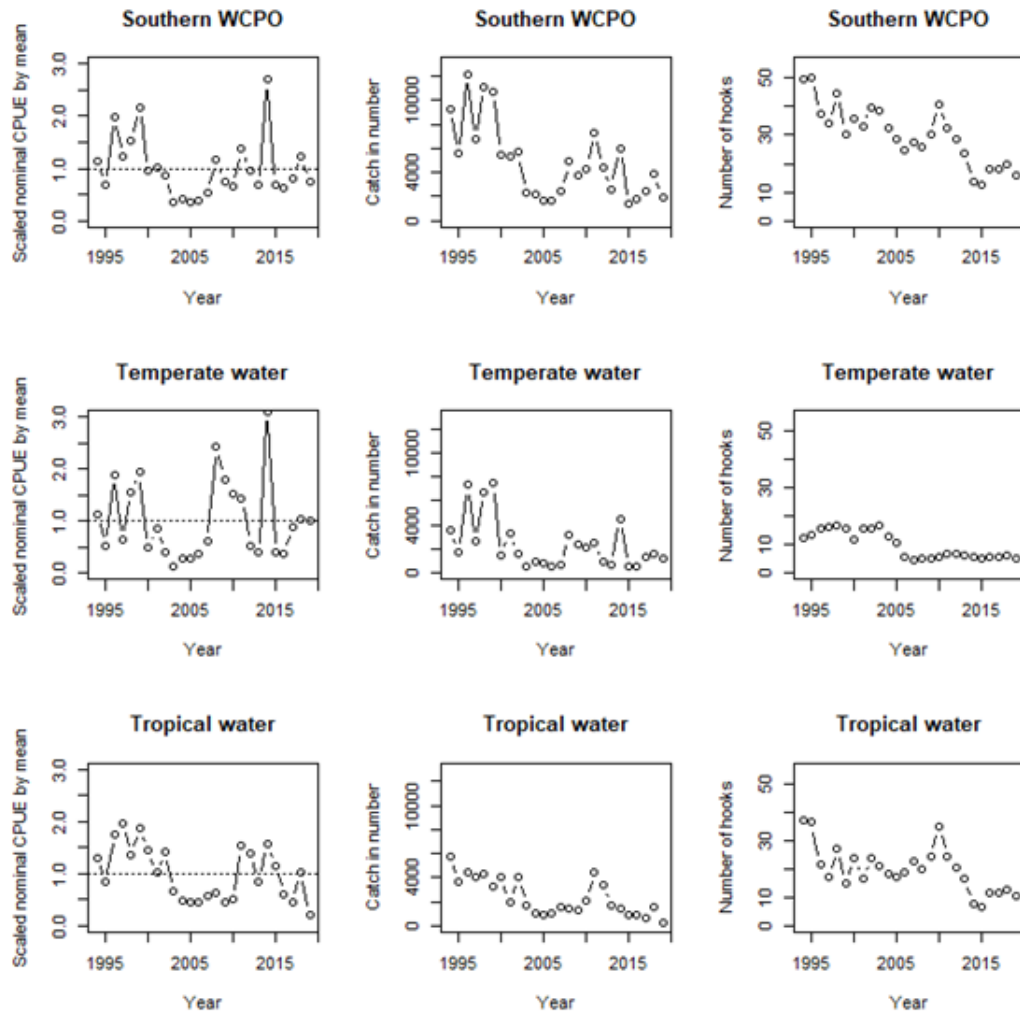 Southern WCPO
Southern WCPO
Southern WCPO
Scaled nominal CPUE by mean
0.0 1.0 2.0 3.0
1995 2005 2015
Year
Catch in number
0 4000 10000
1995 2005 2015
Year
Number of hooks
0 10 30 50
1995 2005 2015
Year
Temperate water
Temperate water
Temperate water
Scaled nominal CPUE by mean
0.0 1.0 2.0 3.0
1995 2005 2015
Year
Catch in number
0 4000 10000
1995 2005 2015
Year
Number of hooks
0 10 30 50
1995 2005 2015
Year
Tropical water
Tropical water
Tropical water
Scaled nominal CPUE by mean
0.0 1.0 2.0 3.0
1995 2005 2015
Year
Catch in number
0 4000 10000
1995 2005 2015
Year
Number of hooks
0 10 30 50
1995 2005 2015
Year